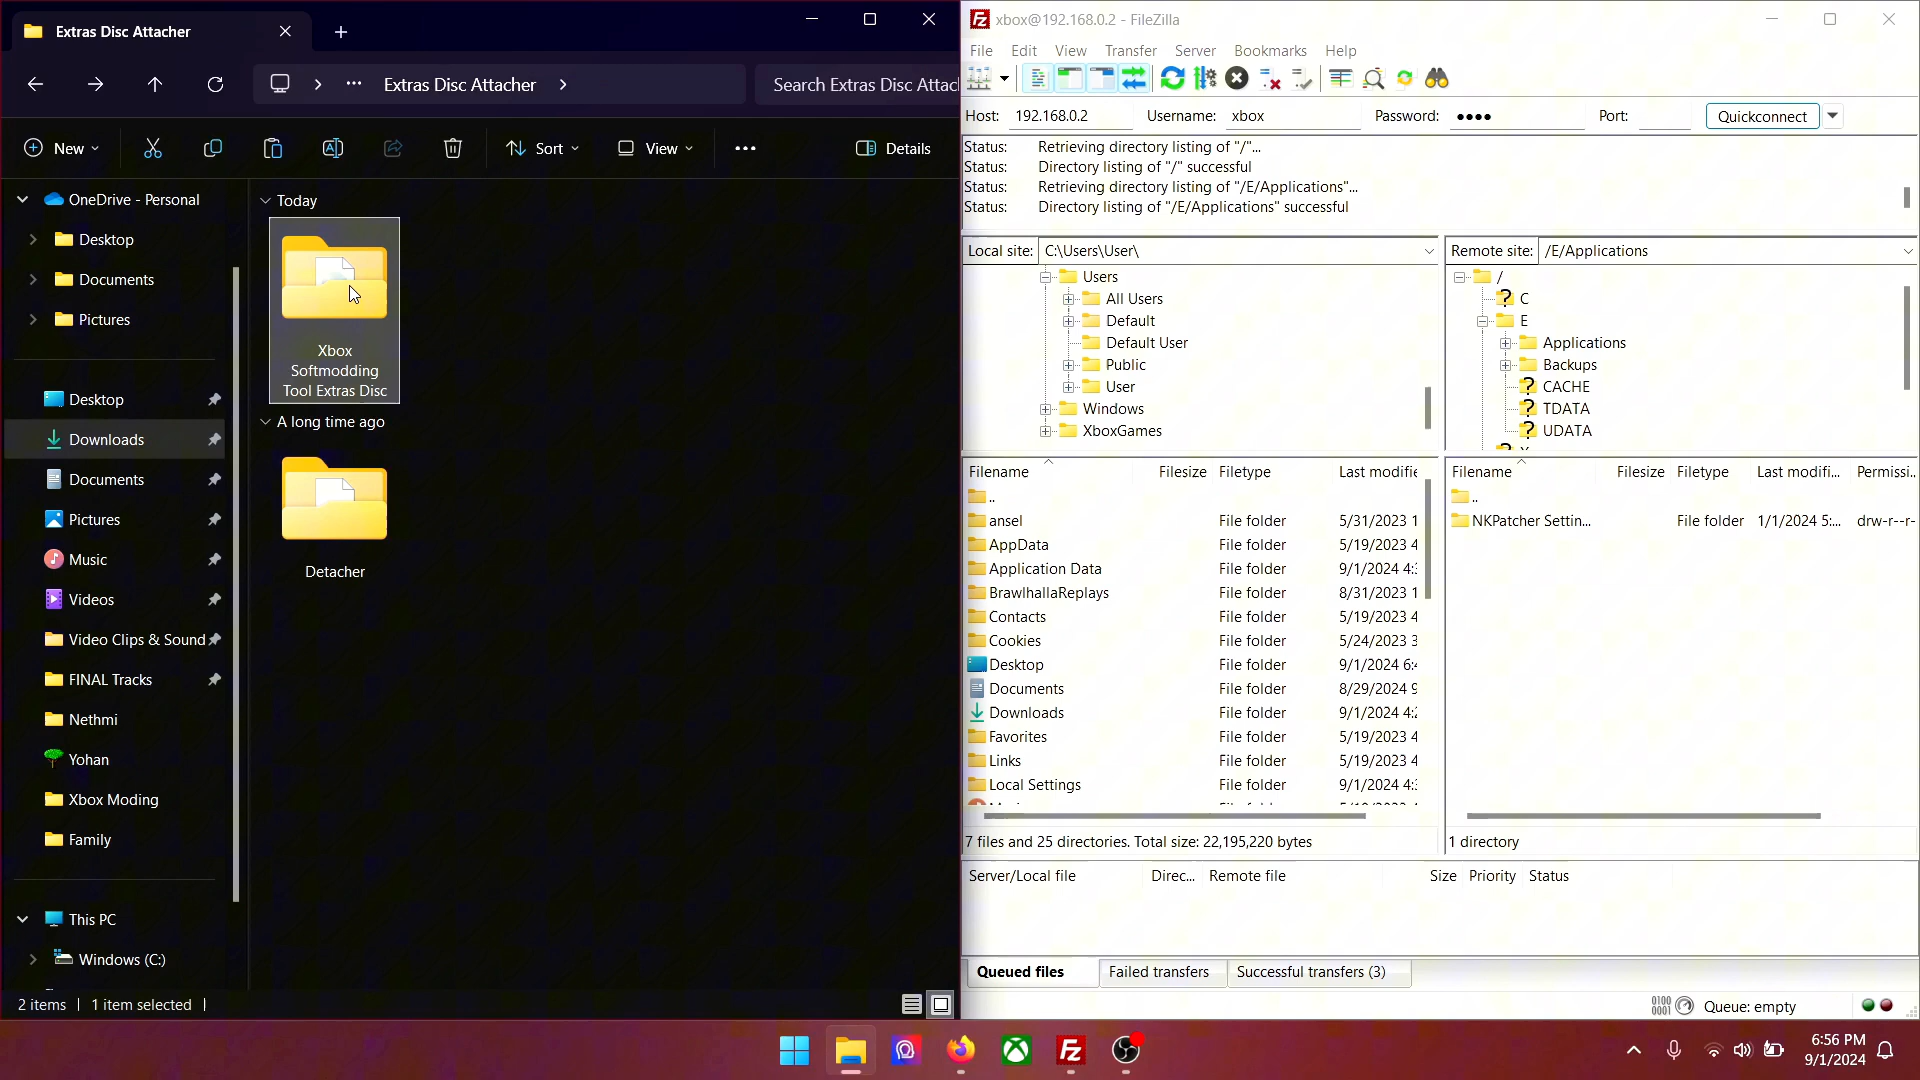 Extras Disc Attacher
Extras Disc Attacher
Search Extras Disc Attac
New
Sort
View
Details
OneDrive - Personal
Desktop
Documents
Pictures
Desktop
Downloads
Documents
Pictures
Music
Videos
Video Clips & Sound
FINAL Tracks
Nethmi
Yohan
Xbox Moding
Family
This PC
Windows (C:)
Today
Xbox
Softmodding
Tool Extras Disc
A long time ago
Detacher
2 items
1 item selected
xbox@192.168.0.2 - FileZilla
File Edit View Transfer Server Bookmarks Help
Host: 192.168.0.2 Username: xbox Password: ●●●● Port: Quickconnect
Status: Retrieving directory listing of "/"...
Status: Directory listing of "/" successful
Status: Retrieving directory listing of "/E/Applications"...
Status: Directory listing of "/E/Applications" successful
Local site: C:\Users\User\
Users
All Users
Default
Default User
Public
User
Windows
XboxGames
Remote site: /E/Applications
/
C
E
Applications
Backups
CACHE
TDATA
UDATA
Filename Filesize Filetype Last modifie
..
ansel File folder 5/31/2023 1
AppData File folder 5/19/2023 4
Application Data File folder 9/1/2024 4:
BrawlhallaReplays File folder 8/31/2023 1
Contacts File folder 5/19/2023 4
Cookies File folder 5/24/2023 3
Desktop File folder 9/1/2024 6:
Documents File folder 8/29/2024 9
Downloads File folder 9/1/2024 4:
Favorites File folder 5/19/2023 4
Links File folder 5/19/2023 4
Local Settings File folder 9/1/2024 4:
7 files and 25 directories. Total size: 22,195,220 bytes
Filename Filesize Filetype Last modifi... Permissi...
..
NKPatcher Settin... File folder 1/1/2024 5:... drw-r--r-
1 directory
Server/Local file Direc... Remote file Size Priority Status
Queued files Failed transfers Successful transfers (3)
Queue: empty
6:56 PM
9/1/2024